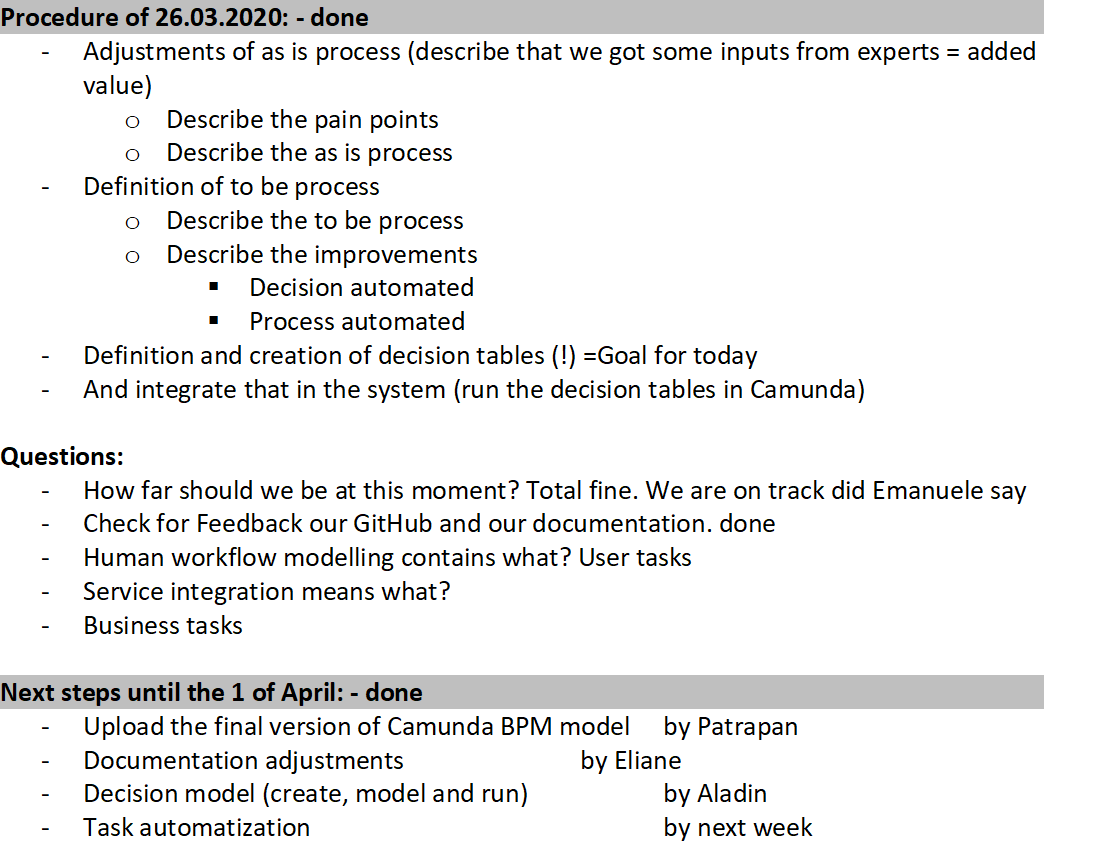 Procedure of 26.03.2020: - done
- Adjustments of as is process (describe that we got some inputs from experts = added
value)
o Describe the pain points
o Describe the as is process
- Definition of to be process
o Describe the to be process
o Describe the improvements
▪ Decision automated
▪ Process automated
- Definition and creation of decision tables (!) =Goal for today
- And integrate that in the system (run the decision tables in Camunda)
Questions:
- How far should we be at this moment? Total fine. We are on track did Emanuele say
- Check for Feedback our GitHub and our documentation. done
- Human workflow modelling contains what? User tasks
- Service integration means what?
- Business tasks
Next steps until the 1 of April: - done
- Upload the final version of Camunda BPM model by Patrapan
- Documentation adjustments by Eliane
- Decision model (create, model and run) by Aladin
- Task automatization by next week